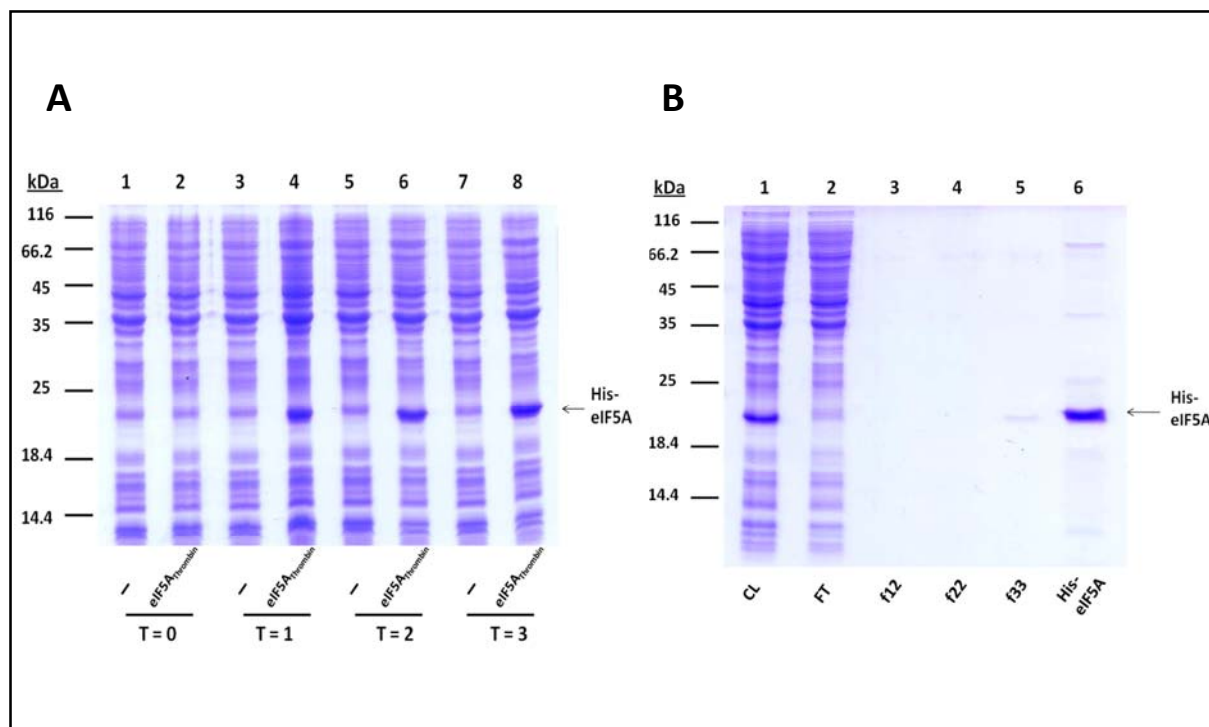 A
B
kDa 1 2 3 4 5 6 7 8
116
66.2
45
35
25
18.4
14.4
His-
eIF5A
– eIF5AThrombin – eIF5AThrombin – eIF5AThrombin – eIF5AThrombin
T = 0 T = 1 T = 2 T = 3
kDa 1 2 3 4 5 6
116
66.2
45
35
25
18.4
14.4
His-
eIF5A
CL FT f12 f22 f33 His-
eIF5A